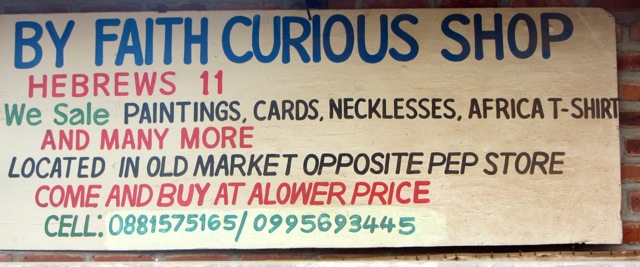 BY FAITH CURIOUS SHOP
HEBREWS 11
We Sale PAINTINGS, CARDS, NECKLESSES, AFRICA T-SHIRT
AND MANY MORE
LOCATED IN OLD MARKET OPPOSITE PEP STORE
COME AND BUY AT ALOWER PRICE
CELL: 0881575165/0995693445